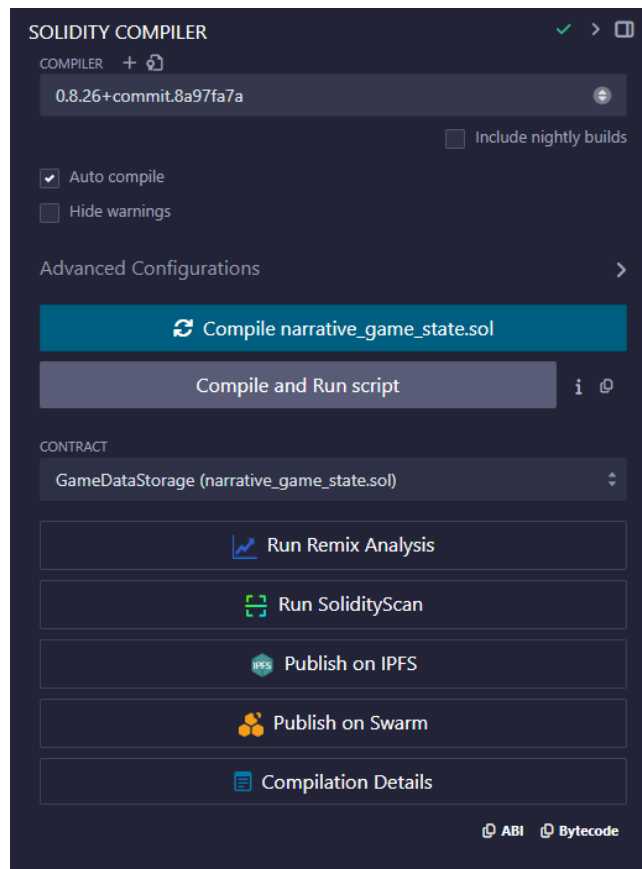 SOLIDITY COMPILER
COMPILER
0.8.26+commit.8a97fa7a
Include nightly builds
Auto compile
Hide warnings
Advanced Configurations
Compile narrative_game_state.sol
Compile and Run script
i
CONTRACT
GameDataStorage (narrative_game_state.sol)
Run Remix Analysis
Run SolidityScan
IPFS Publish on IPFS
Publish on Swarm
Compilation Details
ABI Bytecode